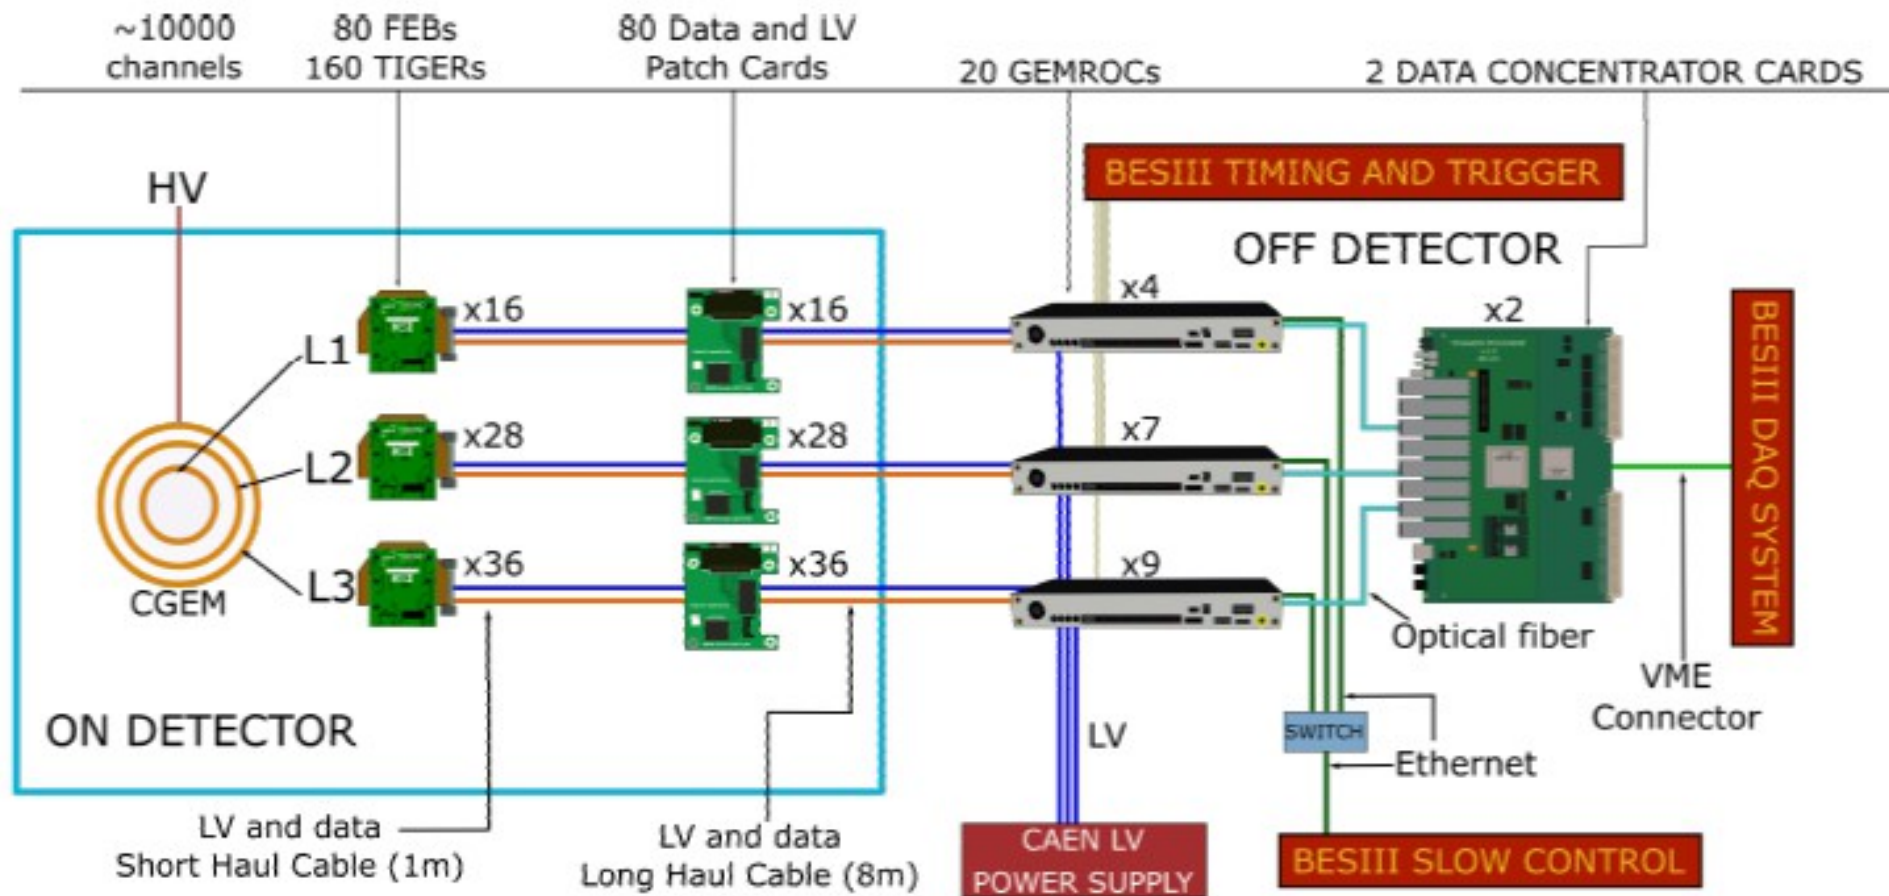 ~10000
channels
80 FEBs
160 TIGERs
80 Data and LV
Patch Cards
20 GEMROCs
2 DATA CONCENTRATOR CARDS
BESIII TIMING AND TRIGGER
HV
OFF DETECTOR
x16
x16
x4
x2
L1
x28
x28
x7
L2
x36
x36
x9
L3
CGEM
BESIII DAQ SYSTEM
Optical fiber
VME
Connector
ON DETECTOR
LV
SWITCH
Ethernet
LV and data
Short Haul Cable (1m)
LV and data
Long Haul Cable (8m)
CAEN LV
POWER SUPPLY
BESIII SLOW CONTROL